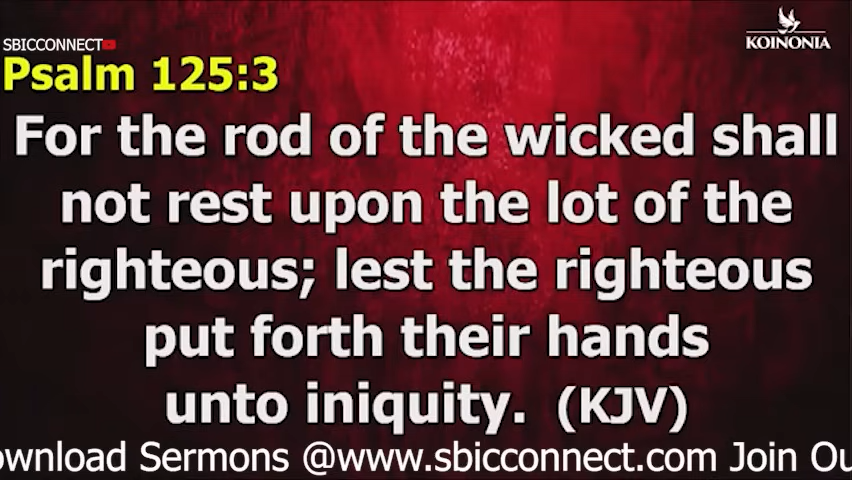 SBICCONNECT
KOINONIA
Psalm 125:3
For the rod of the wicked shall
not rest upon the lot of the
righteous; lest the righteous
put forth their hands
unto iniquity. (KJV)
ownload Sermons @www.sbicconnect.com Join Ou